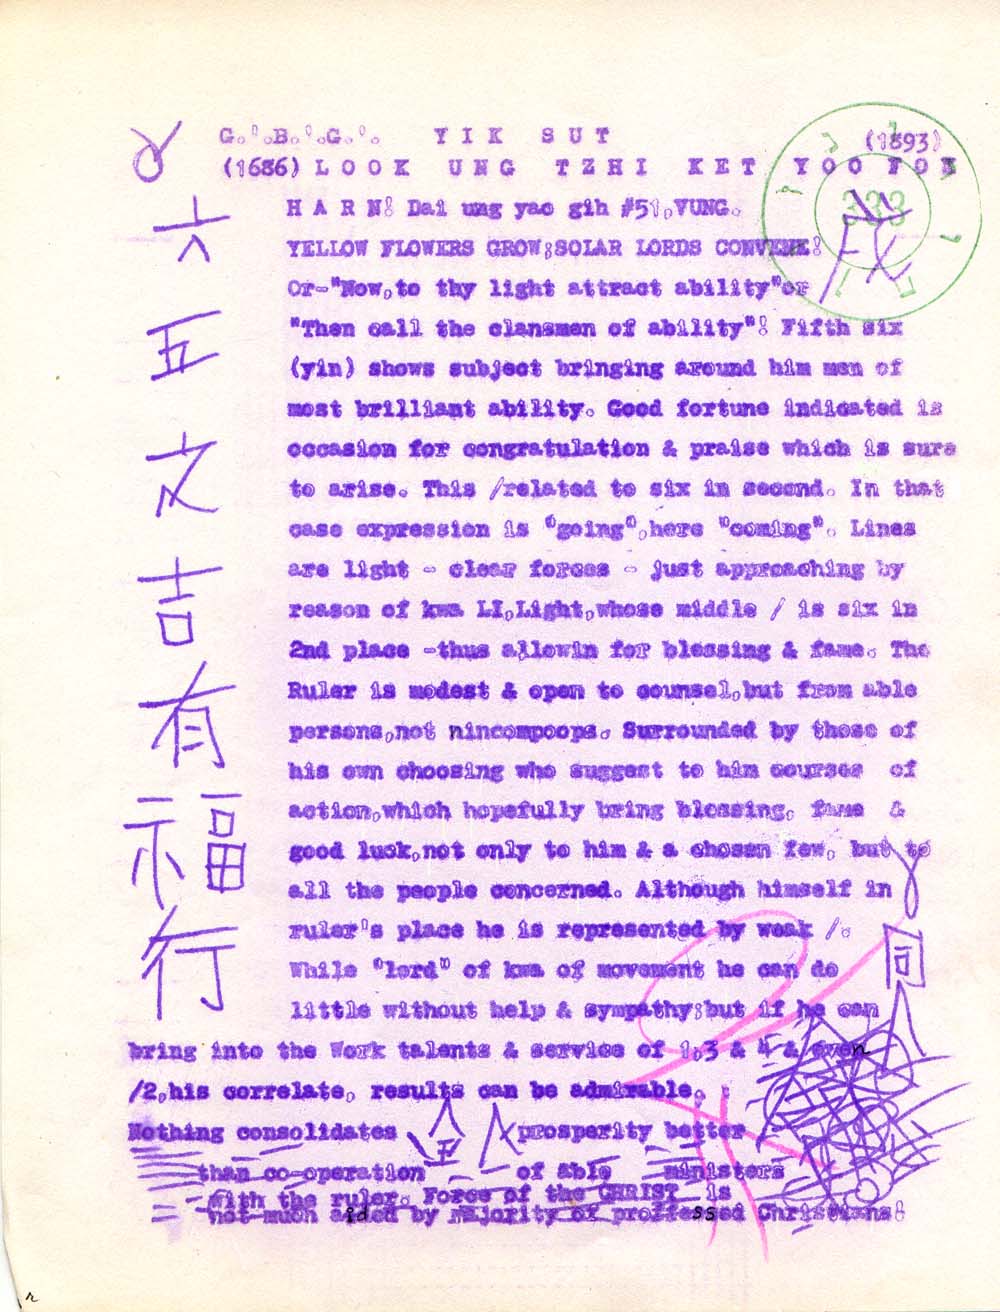 G∴B∴G∴ YIK SUT (1893)
(1686) LOOK UNG TZHI KET YOO FOK
六
五
文
吉
有
福
行
333
HARN! Dai ung yao gih #51,VUNG.
YELLOW FLOWERS GROW;SOLAR LORDS CONVENE!
Or-"Now,to thy light attract ability"or
"Then call the clansmen of ability"! Fifth six
(yin) shows subject bringing around him men of
most brilliant ability. Good fortune indicated is
occasion for congratulation & praise which is sure
to arise. This /related to six in second. In that
case expression is "going",here "coming". Lines
are light - clear forces - just approaching by
reason of kwa LI,Light,whose middle / is six in
2nd place -thus allowin for blessing & fame. The
Ruler is modest & open to counsel,but from able
persons,not nincompoops. Surrounded by those of
his own choosing who suggest to him courses of
action,which hopefully bring blessing, fame &
good luck,not only to him & a chosen few, but to
all the people concerned. Although himself in
ruler's place he is represented by weak /.
While "lord" of kwa of movement he can do
little without help & sympathy;but if he can
bring into the Work talents & service of 1,3 & 4 & even
/2,his correlate, results can be admirable.
Nothing consolidates prosperity better
than co-operation of able ministers
with the ruler. Force of the CHRIST is
not much aided by majority of proffessed Christians!